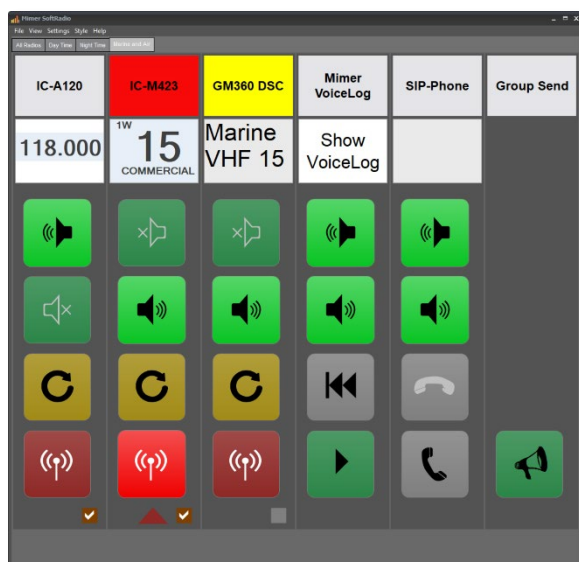 Mimer SoftRadio
File View Settings Style Help
All Radios Day Time Night Time Marine and Air
IC-A120 IC-M423 GM360 DSC Mimer VoiceLog SIP-Phone Group Send
118.000
1W
15
COMMERCIAL
Marine
VHF 15
Show
VoiceLog